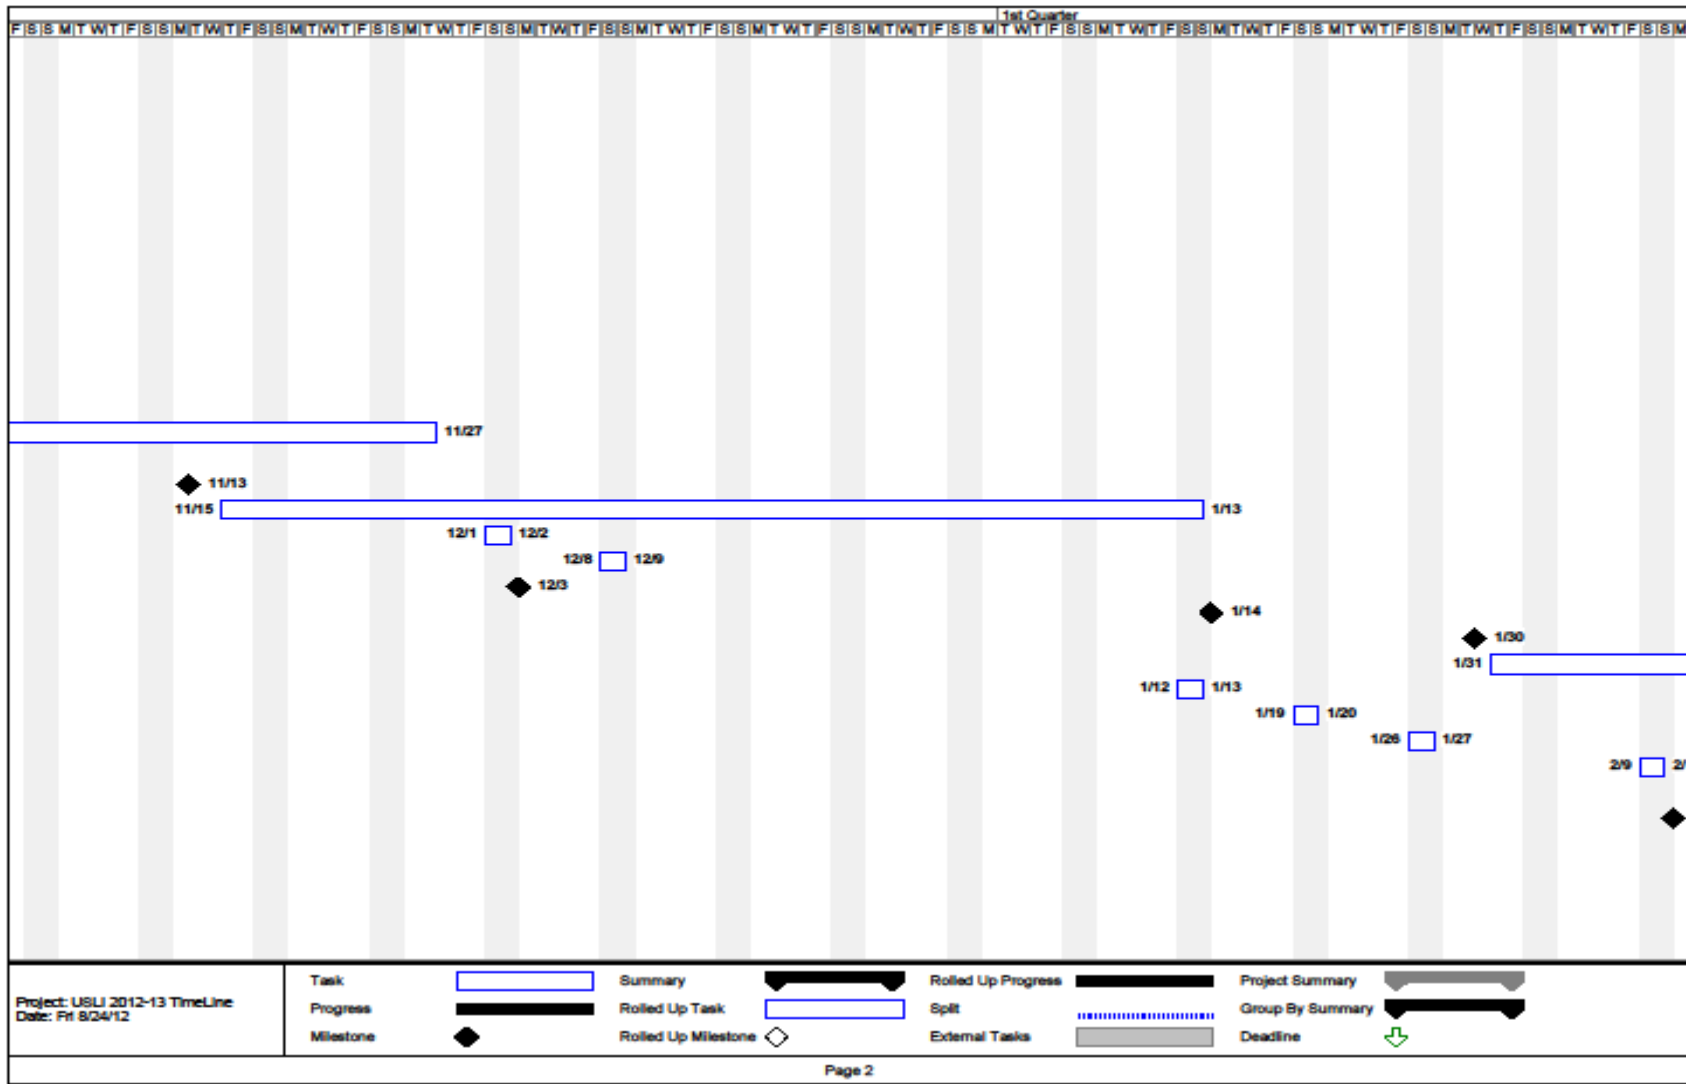 1st Quarter
F S S M T W T F S S M T W T F S S M T W T F S S M T W T F S S M T W T F S S M T W T F S S M T W T F S S M T W T F S S M T W T F S S M T W T F S S M T W T F S S M T W T F S S M T W T F S S M T W T F S S M
11/27
11/13
11/15 1/13
12/1 12/2
12/8 12/9
12/3
1/14
1/30
1/31
1/12 1/13
1/19 1/20
1/26 1/27
2/9 2/
Project: USLI 2012-13 TimeLine
Date: Fri 8/24/12
Task Summary Rolled Up Progress Project Summary
Progress Rolled Up Task Split Group By Summary
Milestone Rolled Up Milestone External Tasks Deadline
Page 2